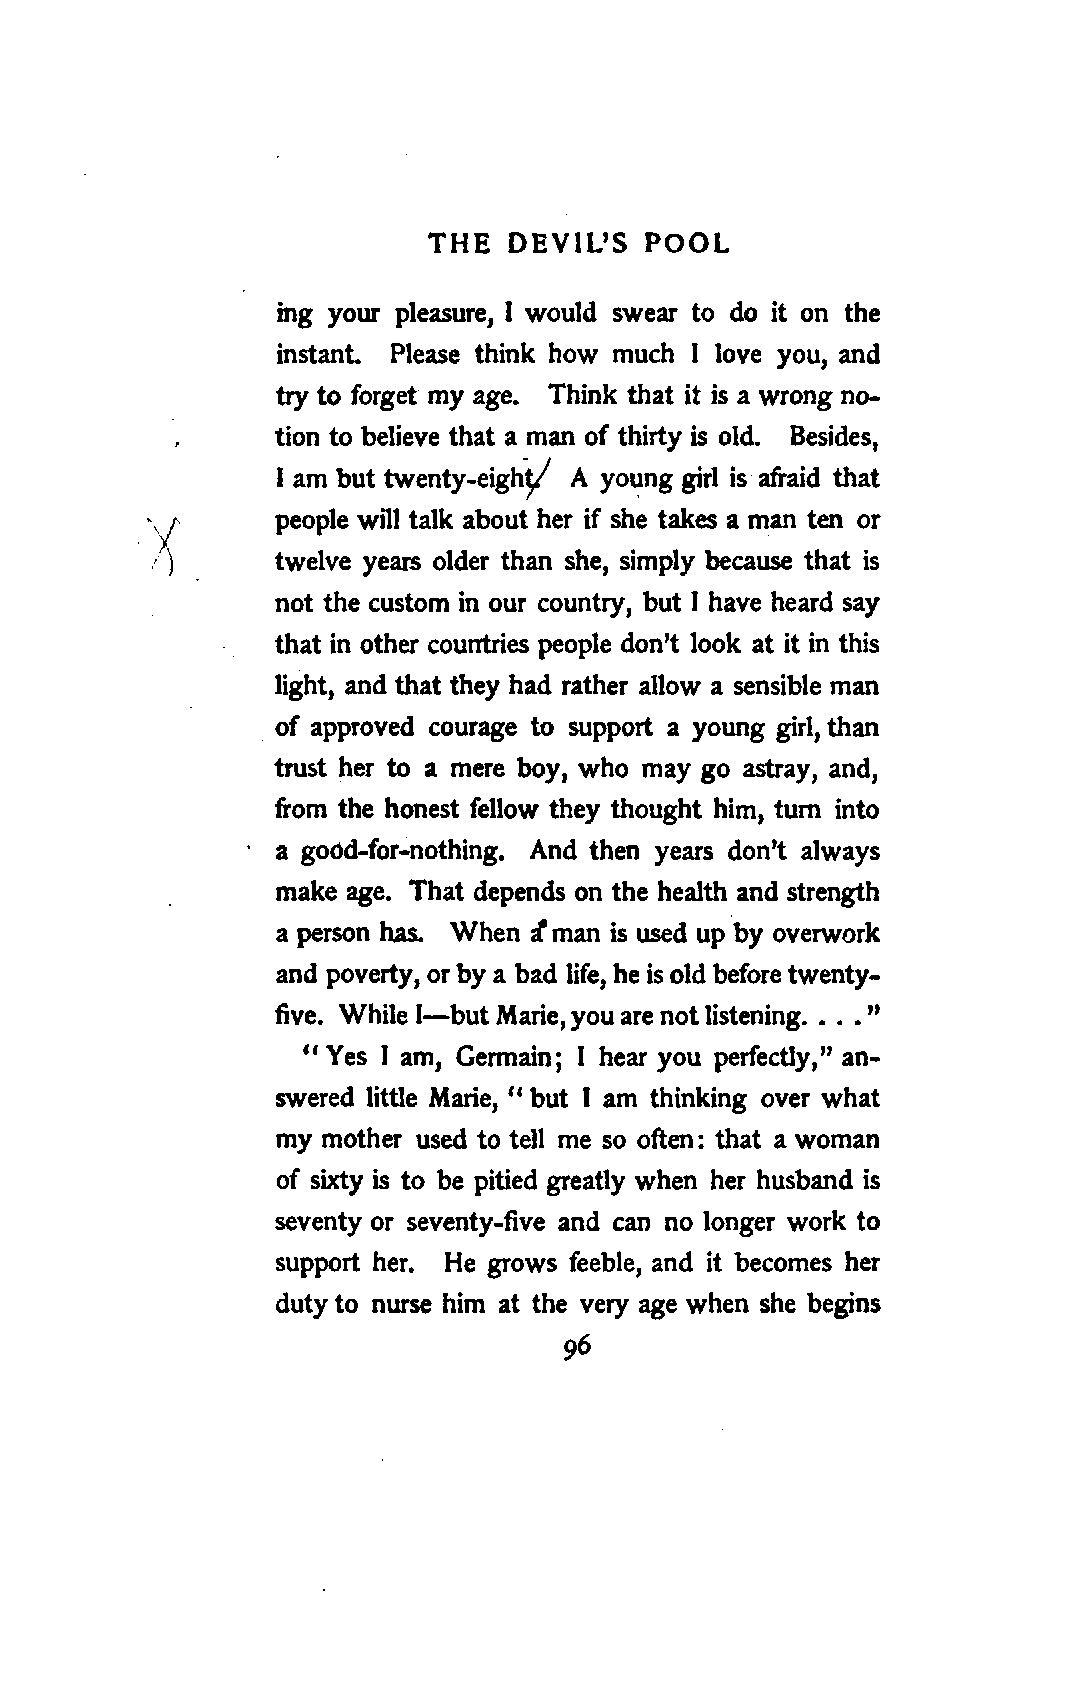 THE DEVIL'S POOL
ing your pleasure, I would swear to do it on the
instant. Please think how much I love you, and
try to forget my age. Think that it is a wrong no-
tion to believe that a man of thirty is old. Besides,
I am but twenty-eight/ A young girl is afraid that
people will talk about her if she takes a man ten or
twelve years older than she, simply because that is
not the custom in our country, but I have heard say
that in other countries people don't look at it in this
light, and that they had rather allow a sensible man
of approved courage to support a young girl, than
trust her to a mere boy, who may go astray, and,
from the honest fellow they thought him, turn into
a good-for-nothing. And then years don't always
make age. That depends on the health and strength
a person has. When a man is used up by overwork
and poverty, or by a bad life, he is old before twenty-
five. While I—but Marie, you are not listening. . . ."
"Yes I am, Germain; I hear you perfectly," an-
swered little Marie, "but I am thinking over what
my mother used to tell me so often: that a woman
of sixty is to be pitied greatly when her husband is
seventy or seventy-five and can no longer work to
support her. He grows feeble, and it becomes her
duty to nurse him at the very age when she begins
96